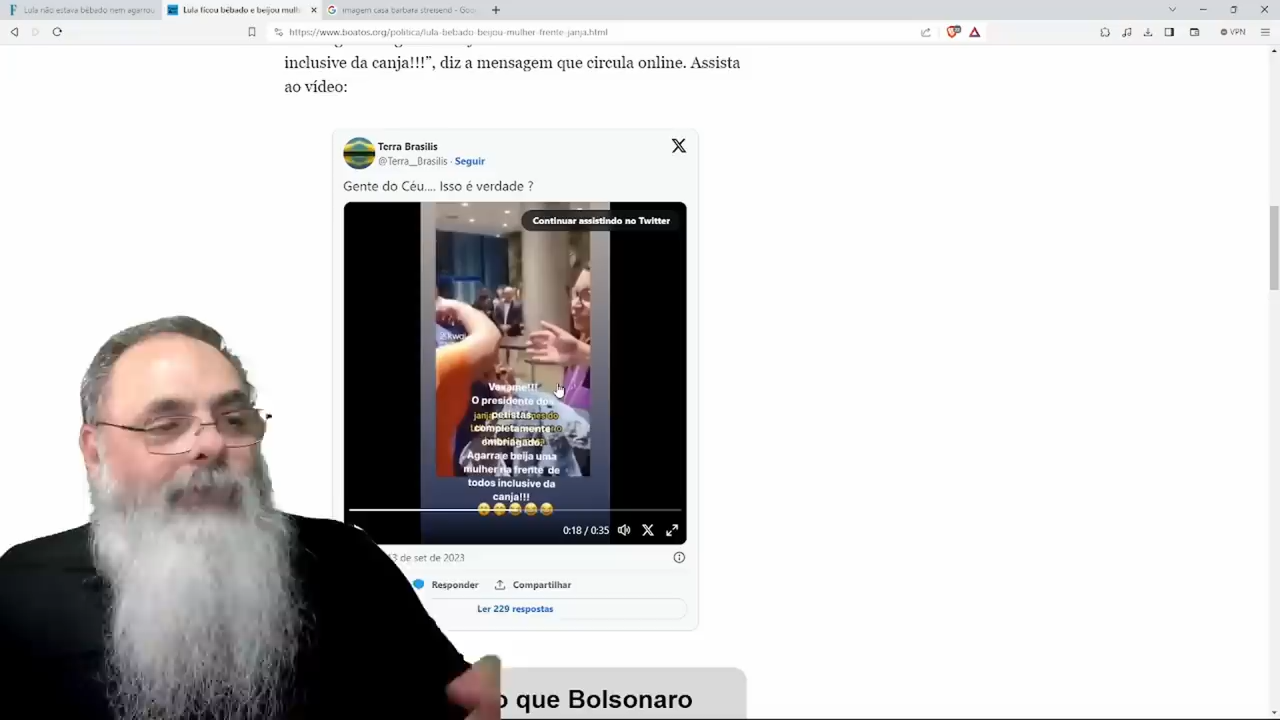 Lula não estava bêbado nem agarrou
Lula ficou bêbado e beijou mulh
imagem casa barbara streisend
https://www.boatos.org/politica/lula-bebado-beijou-mulher-frente-janja.html
VPN
inclusive da canja!!!”, diz a mensagem que circula online. Assista
ao vídeo:
Terra Brasilis
@Terra__Brasilis · Seguir
Gente do Céu.... Isso é verdade ?
Continuar assistindo no Twitter
Vexame!!!
O presidente dos
petistas
completamente
embriagado.
Agarra e beija uma
mulher na frente de
todos inclusive da
canja!!!
0:18 / 0:35
3 de set de 2023
Responder
Compartilhar
Ler 229 respostas
o que Bolsonaro